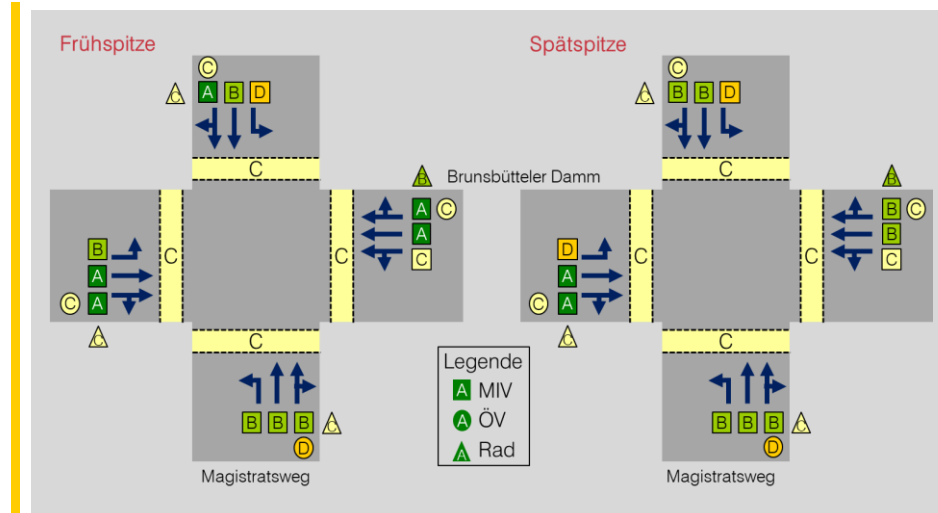 Frühspitze
Spätspitze
C
C
C A B D
C B B D
C
C
B Brunsbütteler Damm
B
A C
B C
B
A
D
B
C
C
C
C
A
C
A
C
C A
C A
C
C
C
C
Legende
A MIV
A ÖV
A Rad
B B B C
B B B C
D
D
Magistratsweg
Magistratsweg